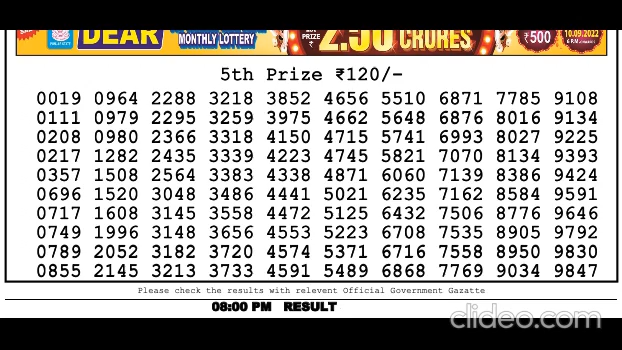 DEAR
MONTHLY LOTTERY
PRIZE
₹
2.50 CRORES
₹500
10.09.2022
5th Prize ₹120/-
0019 0964 2288 3218 3852 4656 5510 6871 7785 9108
0111 0979 2295 3259 3975 4662 5648 6876 8016 9134
0208 0980 2366 3318 4150 4715 5741 6993 8027 9225
0217 1282 2435 3339 4223 4745 5821 7070 8134 9393
0357 1508 2564 3383 4338 4871 6060 7139 8386 9424
0696 1520 3048 3486 4441 5021 6235 7162 8584 9591
0717 1608 3145 3558 4472 5125 6432 7506 8776 9646
0749 1996 3148 3656 4553 5223 6708 7535 8905 9792
0789 2052 3182 3720 4574 5371 6716 7558 8950 9830
0855 2145 3213 3733 4591 5489 6868 7769 9034 9847
Please check the results with relevent Official Government Gazatte
08:00 PM RESULT
clideo.com